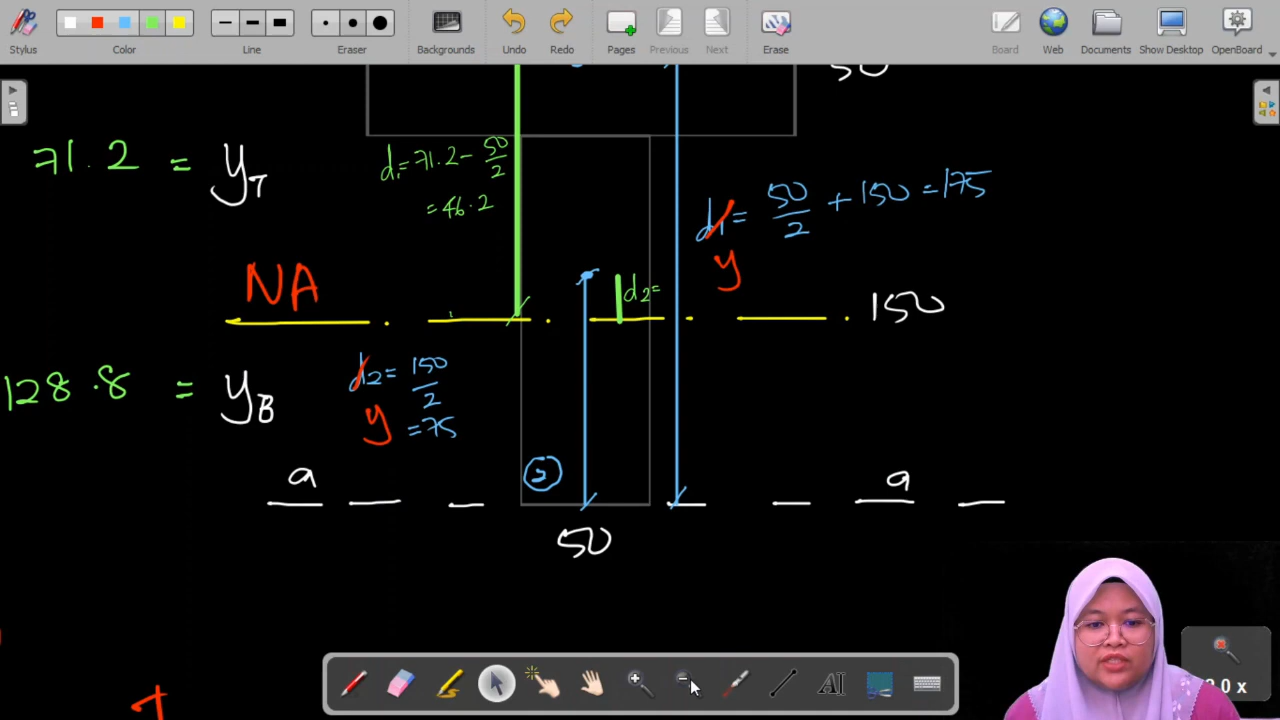 Stylus
Color
Line
Eraser
Backgrounds
Undo
Redo
Pages
Previous
Next
Erase
Board
Web
Documents
Show Desktop
OpenBoard
50
71.2 = yT
d1 = 71.2 - 50/2
= 46.2
d1 = 50/2 + 150 = 175
y
NA
d2 =
150
128.8 = yB
d2 = 150/2
y = 75
a
2
a
50
I
2.0 x